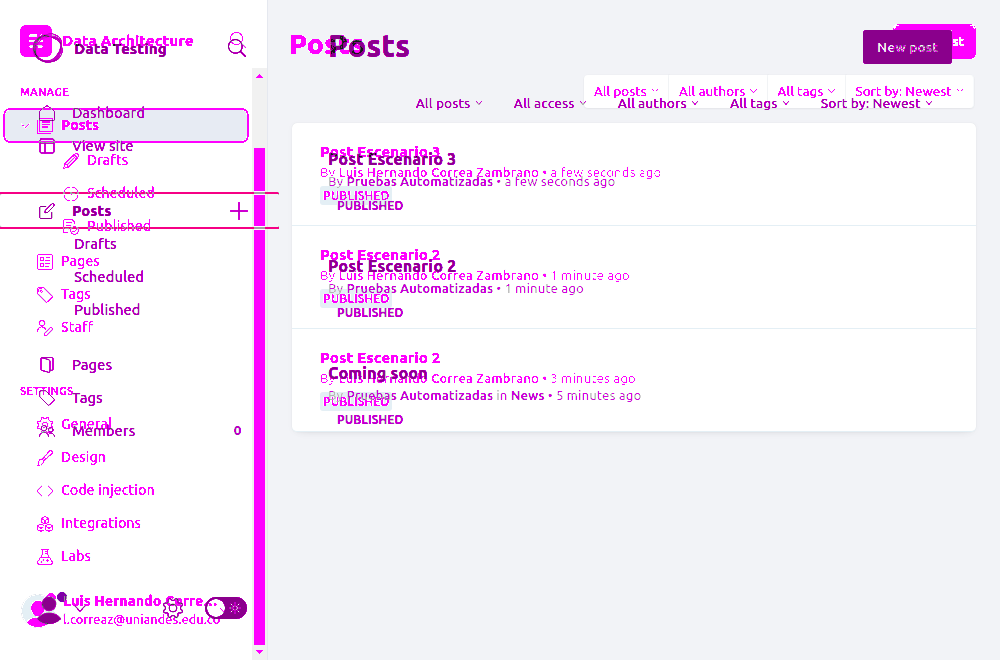 Data Architecture
Data Testing
MANAGE
Dashboard
Posts
View site
Drafts
Scheduled
Posts
Published
Drafts
Pages
Scheduled
Tags
Published
Staff
Pages
SETTINGS
Tags
General
Members 0
Design
Code injection
Integrations
Labs
Luis Hernando Corre...
l.correaz@uniandes.edu.co
Posts
Posts
New post
All posts All authors All tags Sort by: Newest
All posts All access All authors All tags Sort by: Newest
Post Escenario 3
Post Escenario 3
By Luis Hernando Correa Zambrano • a few seconds ago
By Pruebas Automatizadas • a few seconds ago
PUBLISHED
PUBLISHED
Post Escenario 2
Post Escenario 2
By Luis Hernando Correa Zambrano • 1 minute ago
By Pruebas Automatizadas • 1 minute ago
PUBLISHED
PUBLISHED
Post Escenario 2
Coming soon
By Luis Hernando Correa Zambrano • 3 minutes ago
By Pruebas Automatizadas in News • 5 minutes ago
PUBLISHED
PUBLISHED